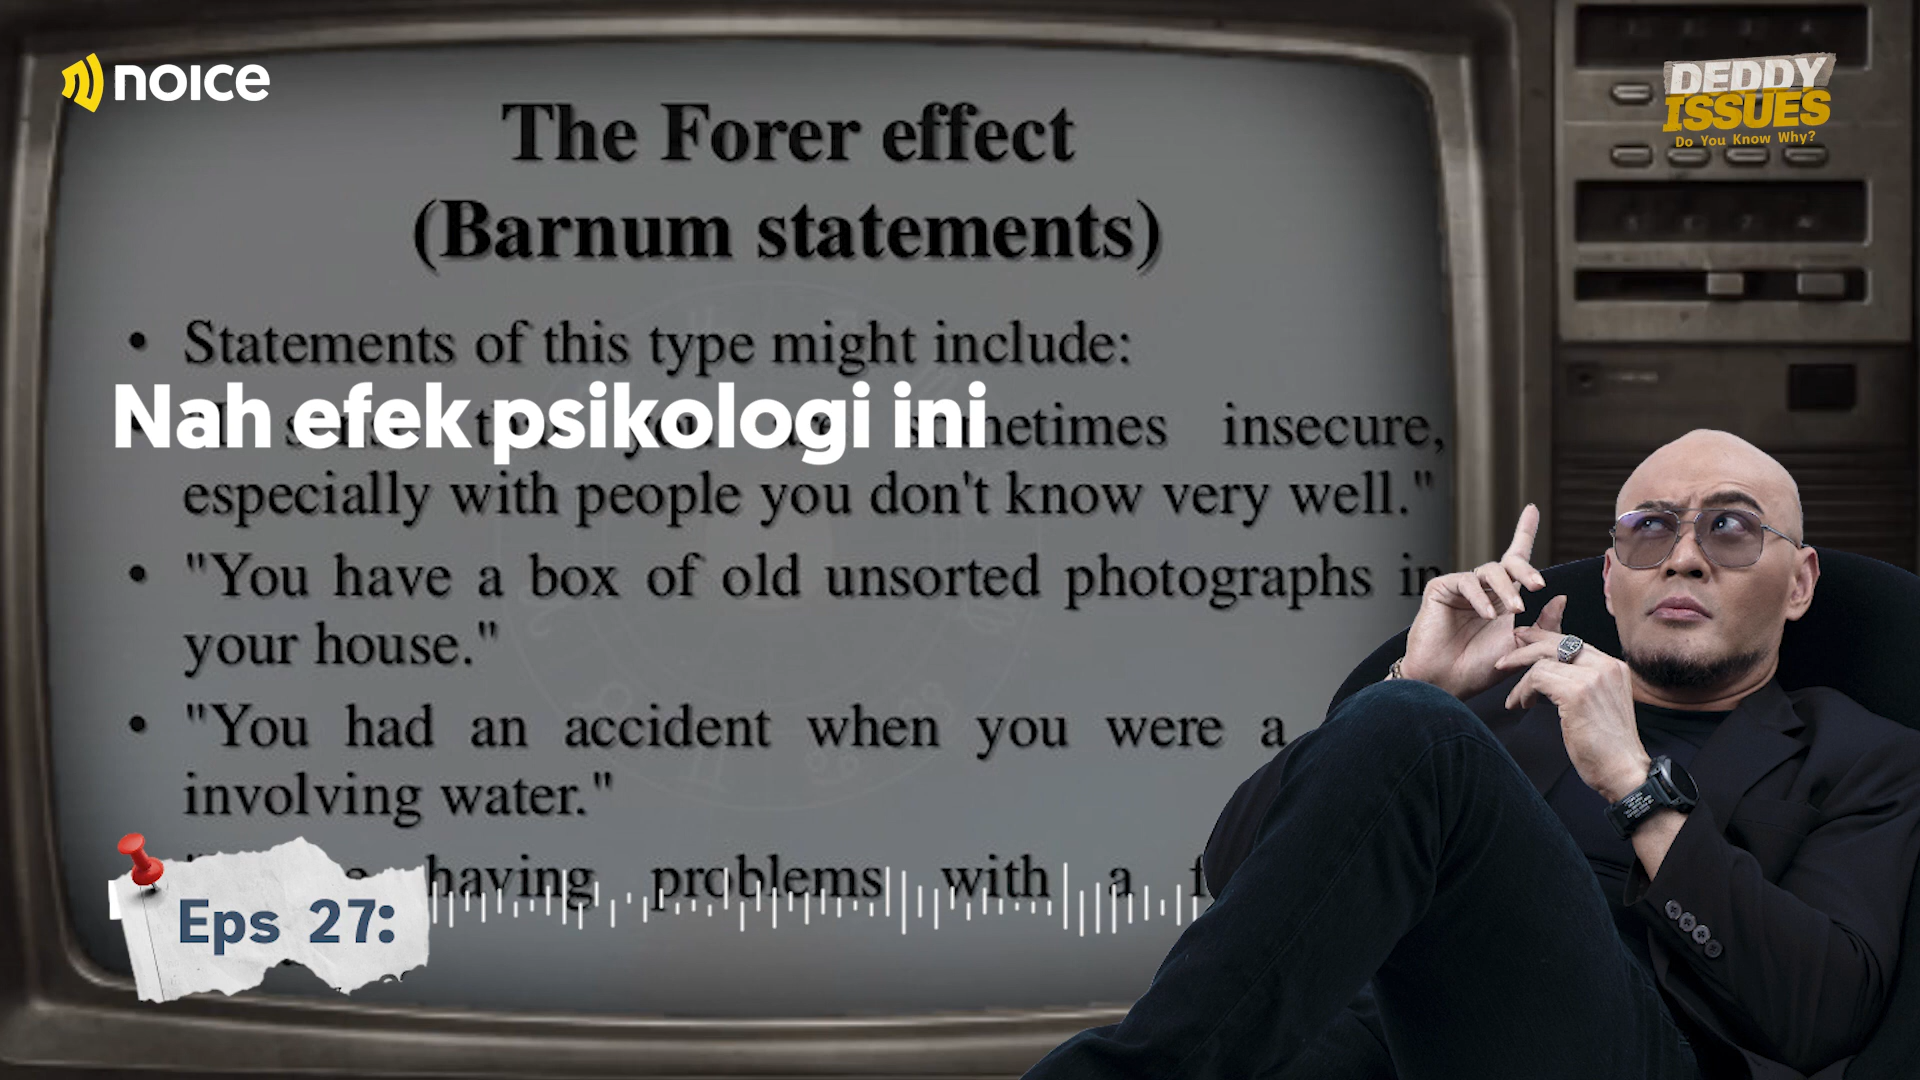 noice
DEDDY
ISSUES
Do You Know Why?
The Forer effect
(Barnum statements)
• Statements of this type might include:
Nah efek psikologi ini
sometimes insecure,
especially with people you don't know very well."
• "You have a box of old unsorted photographs in
your house."
• "You had an accident when you were a
involving water."
having problems with a
Eps 27: